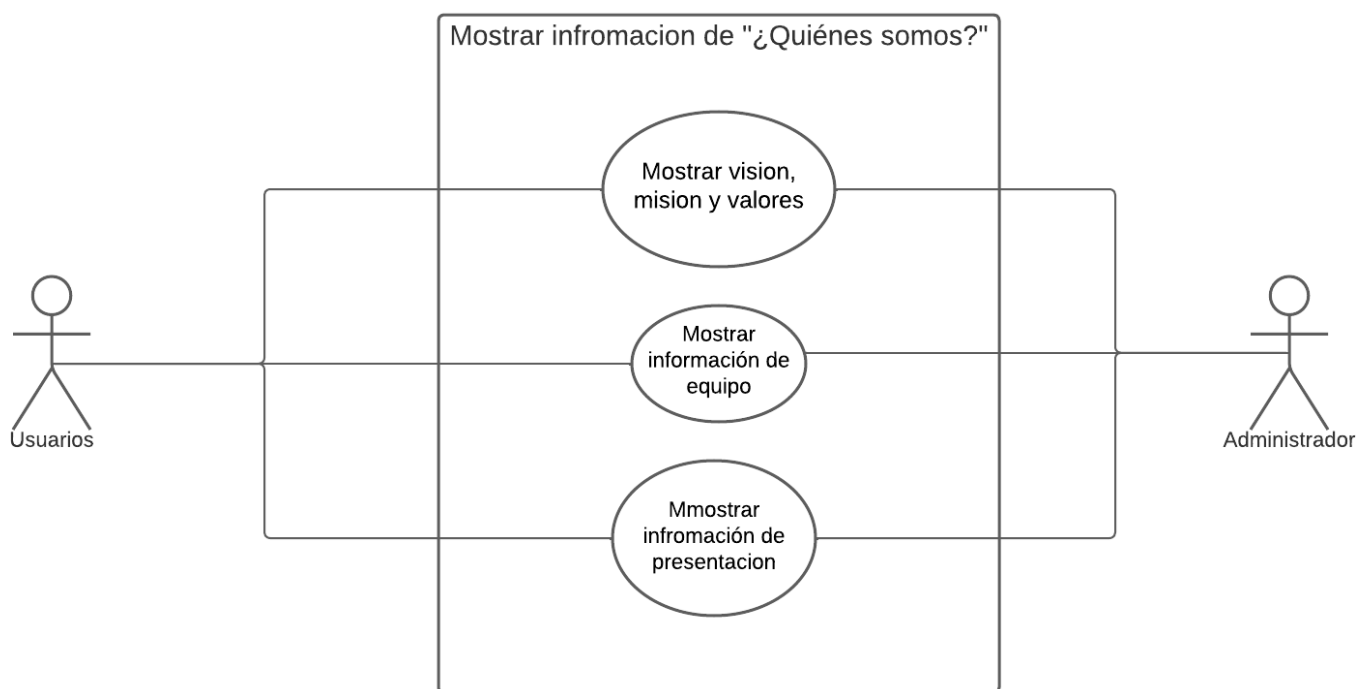 Mostrar infromacion de "¿Quiénes somos?"
Mostrar vision,
mision y valores
Mostrar
información de
equipo
Usuarios
Administrador
Mmostrar
infromación de
presentacion